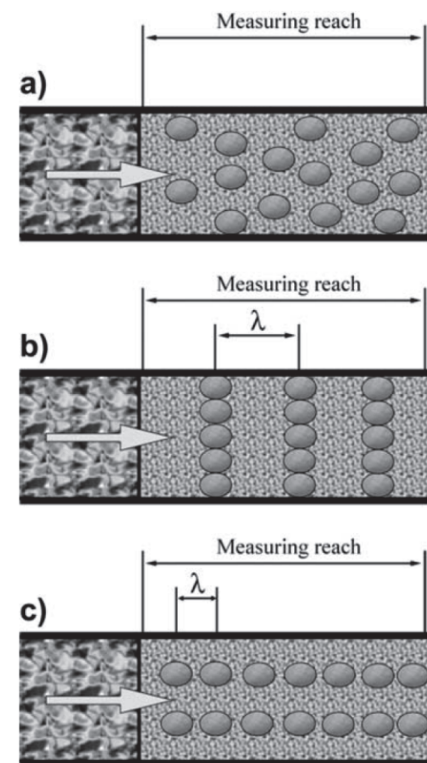 Measuring reach
a)
Measuring reach
λ
b)
Measuring reach
λ
c)